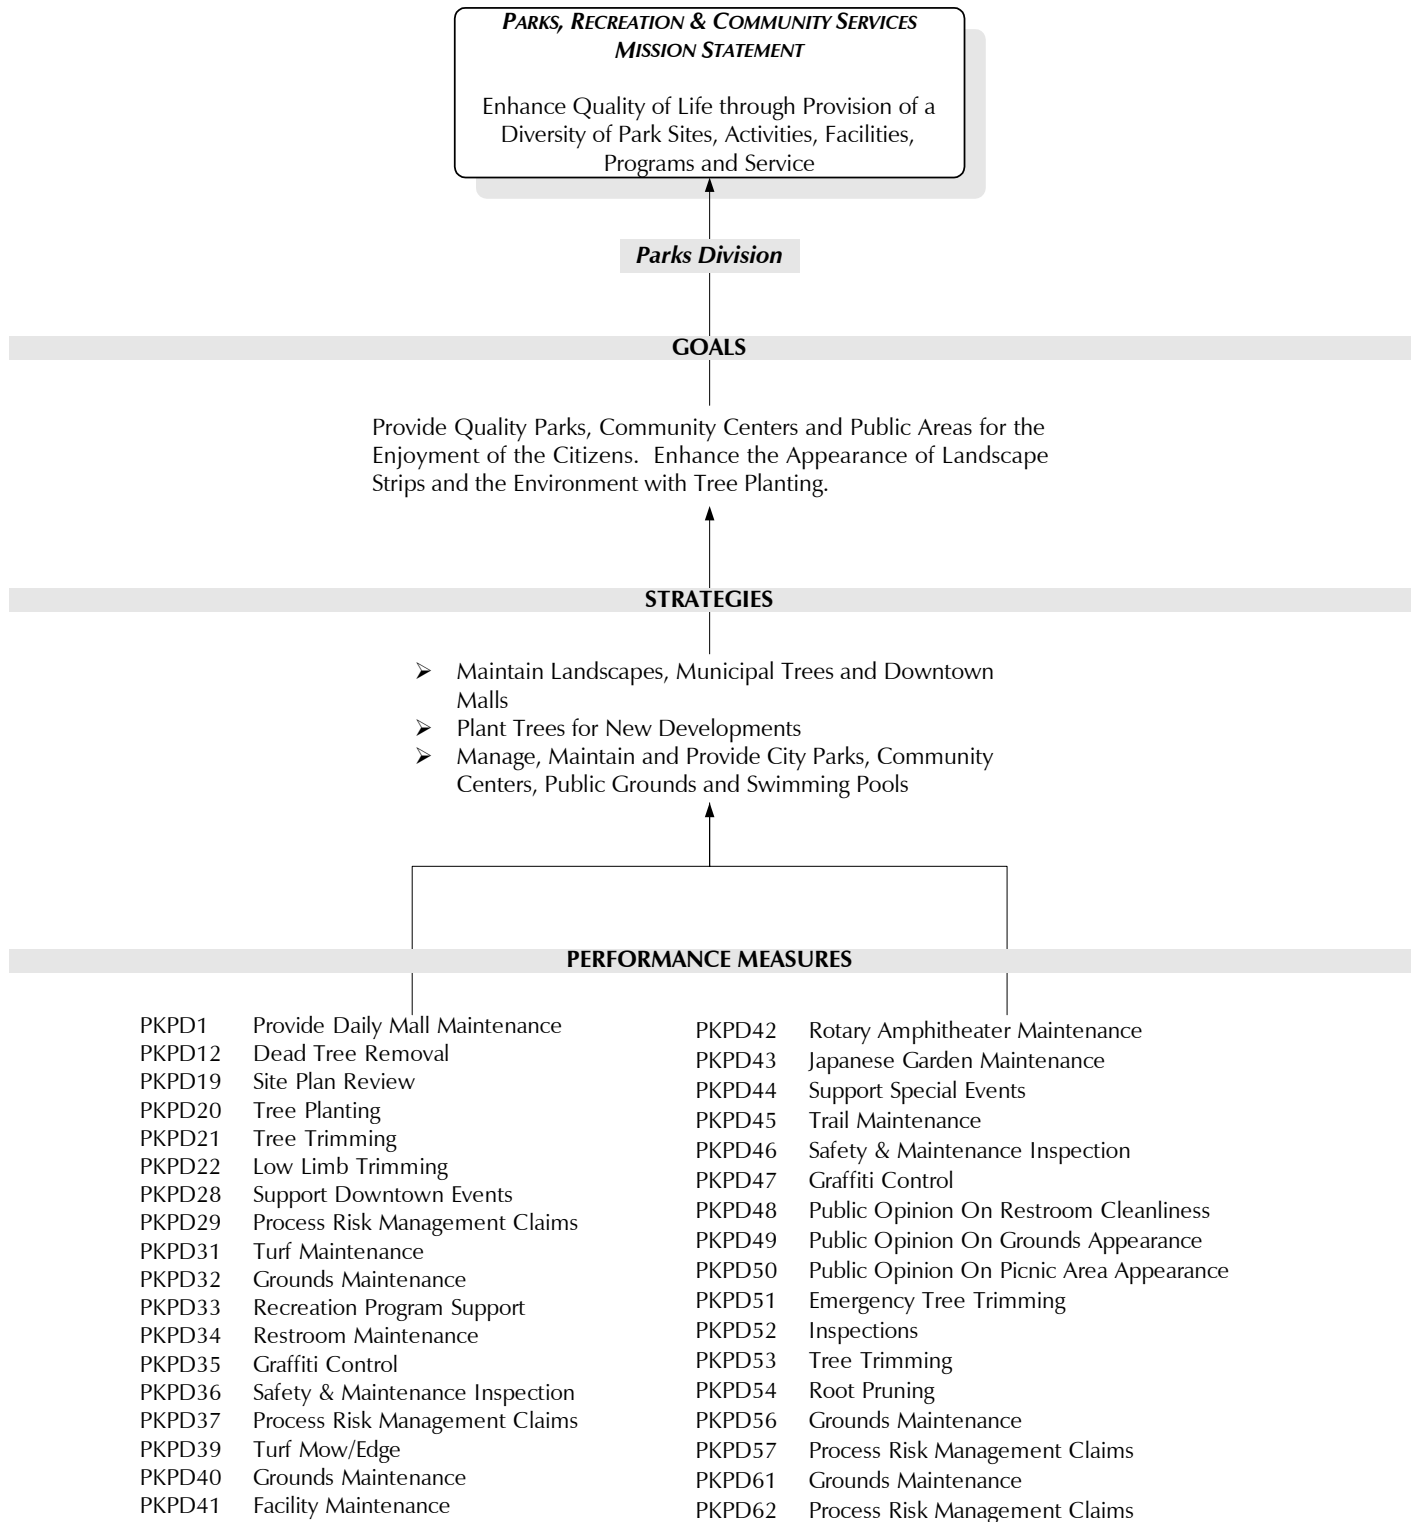 PARKS, RECREATION & COMMUNITY SERVICES
MISSION STATEMENT
Enhance Quality of Life through Provision of a
Diversity of Park Sites, Activities, Facilities,
Programs and Service
Parks Division
GOALS
Provide Quality Parks, Community Centers and Public Areas for the
Enjoyment of the Citizens. Enhance the Appearance of Landscape
Strips and the Environment with Tree Planting.
STRATEGIES
➢ Maintain Landscapes, Municipal Trees and Downtown
Malls
➢ Plant Trees for New Developments
➢ Manage, Maintain and Provide City Parks, Community
Centers, Public Grounds and Swimming Pools
PERFORMANCE MEASURES
PKPD1 Provide Daily Mall Maintenance
PKPD12 Dead Tree Removal
PKPD19 Site Plan Review
PKPD20 Tree Planting
PKPD21 Tree Trimming
PKPD22 Low Limb Trimming
PKPD28 Support Downtown Events
PKPD29 Process Risk Management Claims
PKPD31 Turf Maintenance
PKPD32 Grounds Maintenance
PKPD33 Recreation Program Support
PKPD34 Restroom Maintenance
PKPD35 Graffiti Control
PKPD36 Safety & Maintenance Inspection
PKPD37 Process Risk Management Claims
PKPD39 Turf Mow/Edge
PKPD40 Grounds Maintenance
PKPD41 Facility Maintenance
PKPD42 Rotary Amphitheater Maintenance
PKPD43 Japanese Garden Maintenance
PKPD44 Support Special Events
PKPD45 Trail Maintenance
PKPD46 Safety & Maintenance Inspection
PKPD47 Graffiti Control
PKPD48 Public Opinion On Restroom Cleanliness
PKPD49 Public Opinion On Grounds Appearance
PKPD50 Public Opinion On Picnic Area Appearance
PKPD51 Emergency Tree Trimming
PKPD52 Inspections
PKPD53 Tree Trimming
PKPD54 Root Pruning
PKPD56 Grounds Maintenance
PKPD57 Process Risk Management Claims
PKPD61 Grounds Maintenance
PKPD62 Process Risk Management Claims